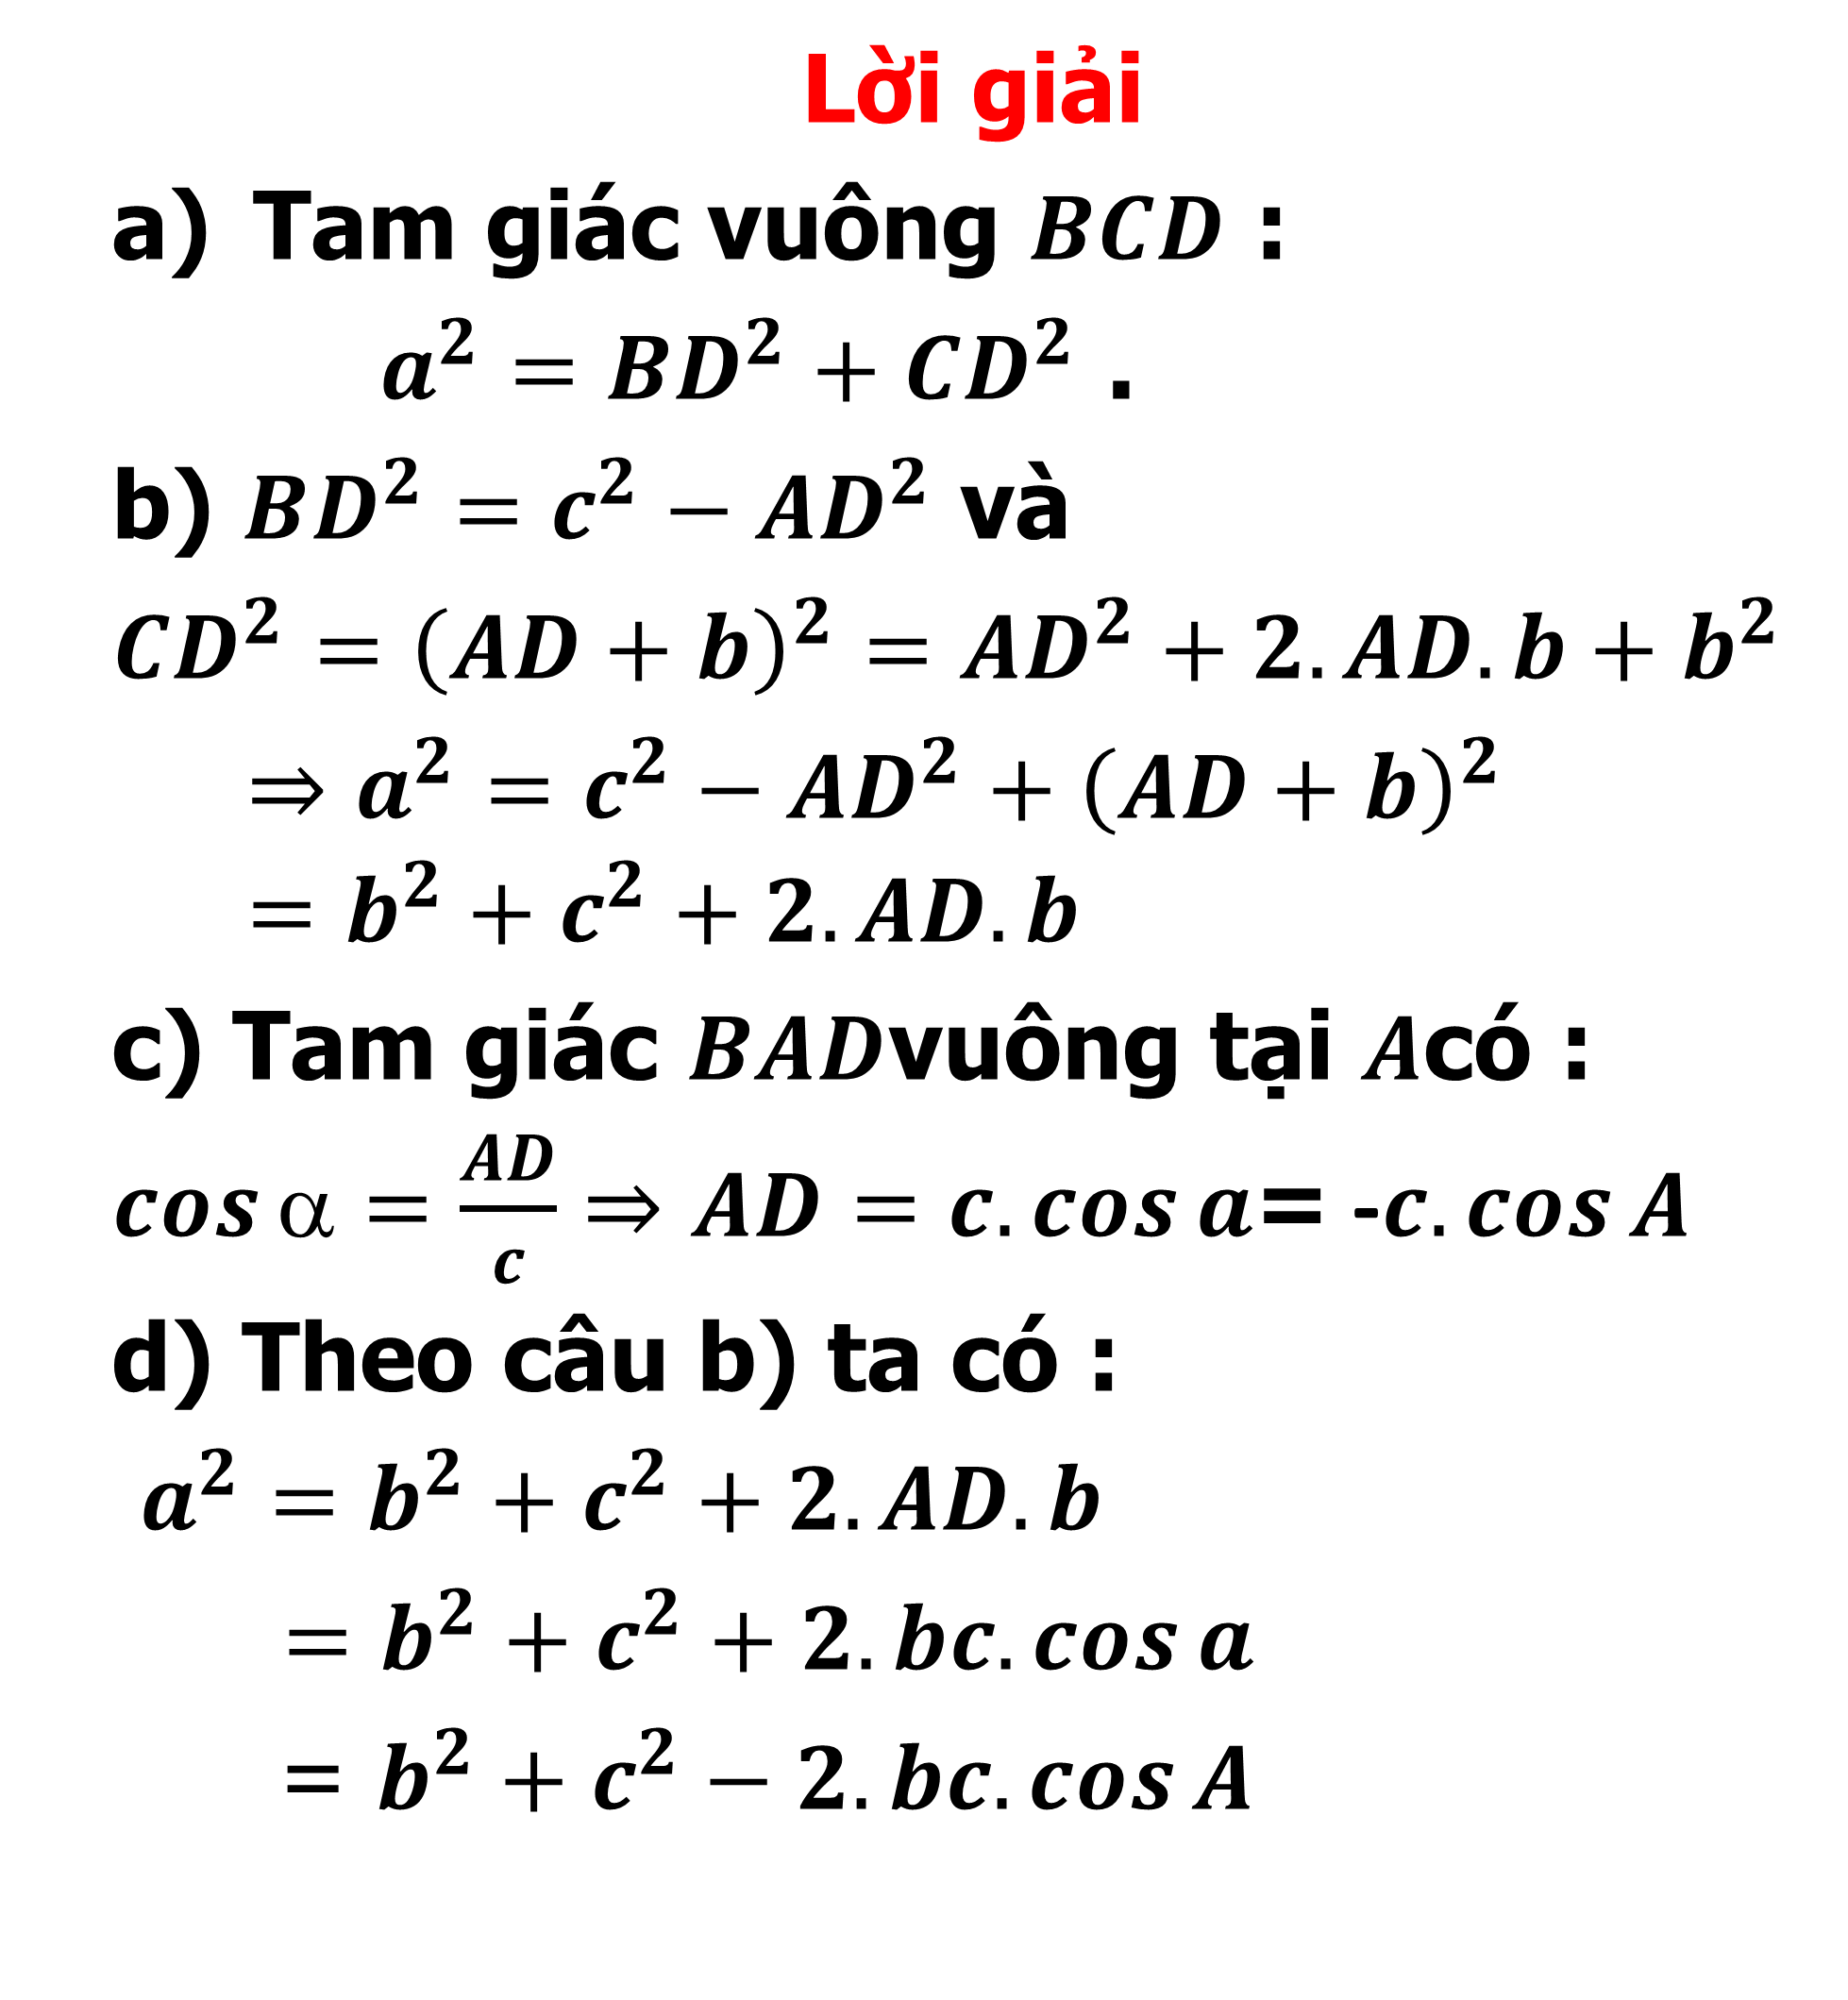 Lời giải
a) Tam giác vuông BCD :
a² = BD² + CD² .
b) BD² = c² − AD² và
CD² = (AD + b)² = AD² + 2. AD. b + b²
⇒ a² = c² − AD² + (AD + b)²
= b² + c² + 2. AD. b
c) Tam giác BADvuông tại Acó :
cos α = AD/c ⇒ AD = c. cos a= -c. cos A
d) Theo câu b) ta có :
a² = b² + c² + 2. AD. b
= b² + c² + 2. bc. cos a
= b² + c² − 2. bc. cos A